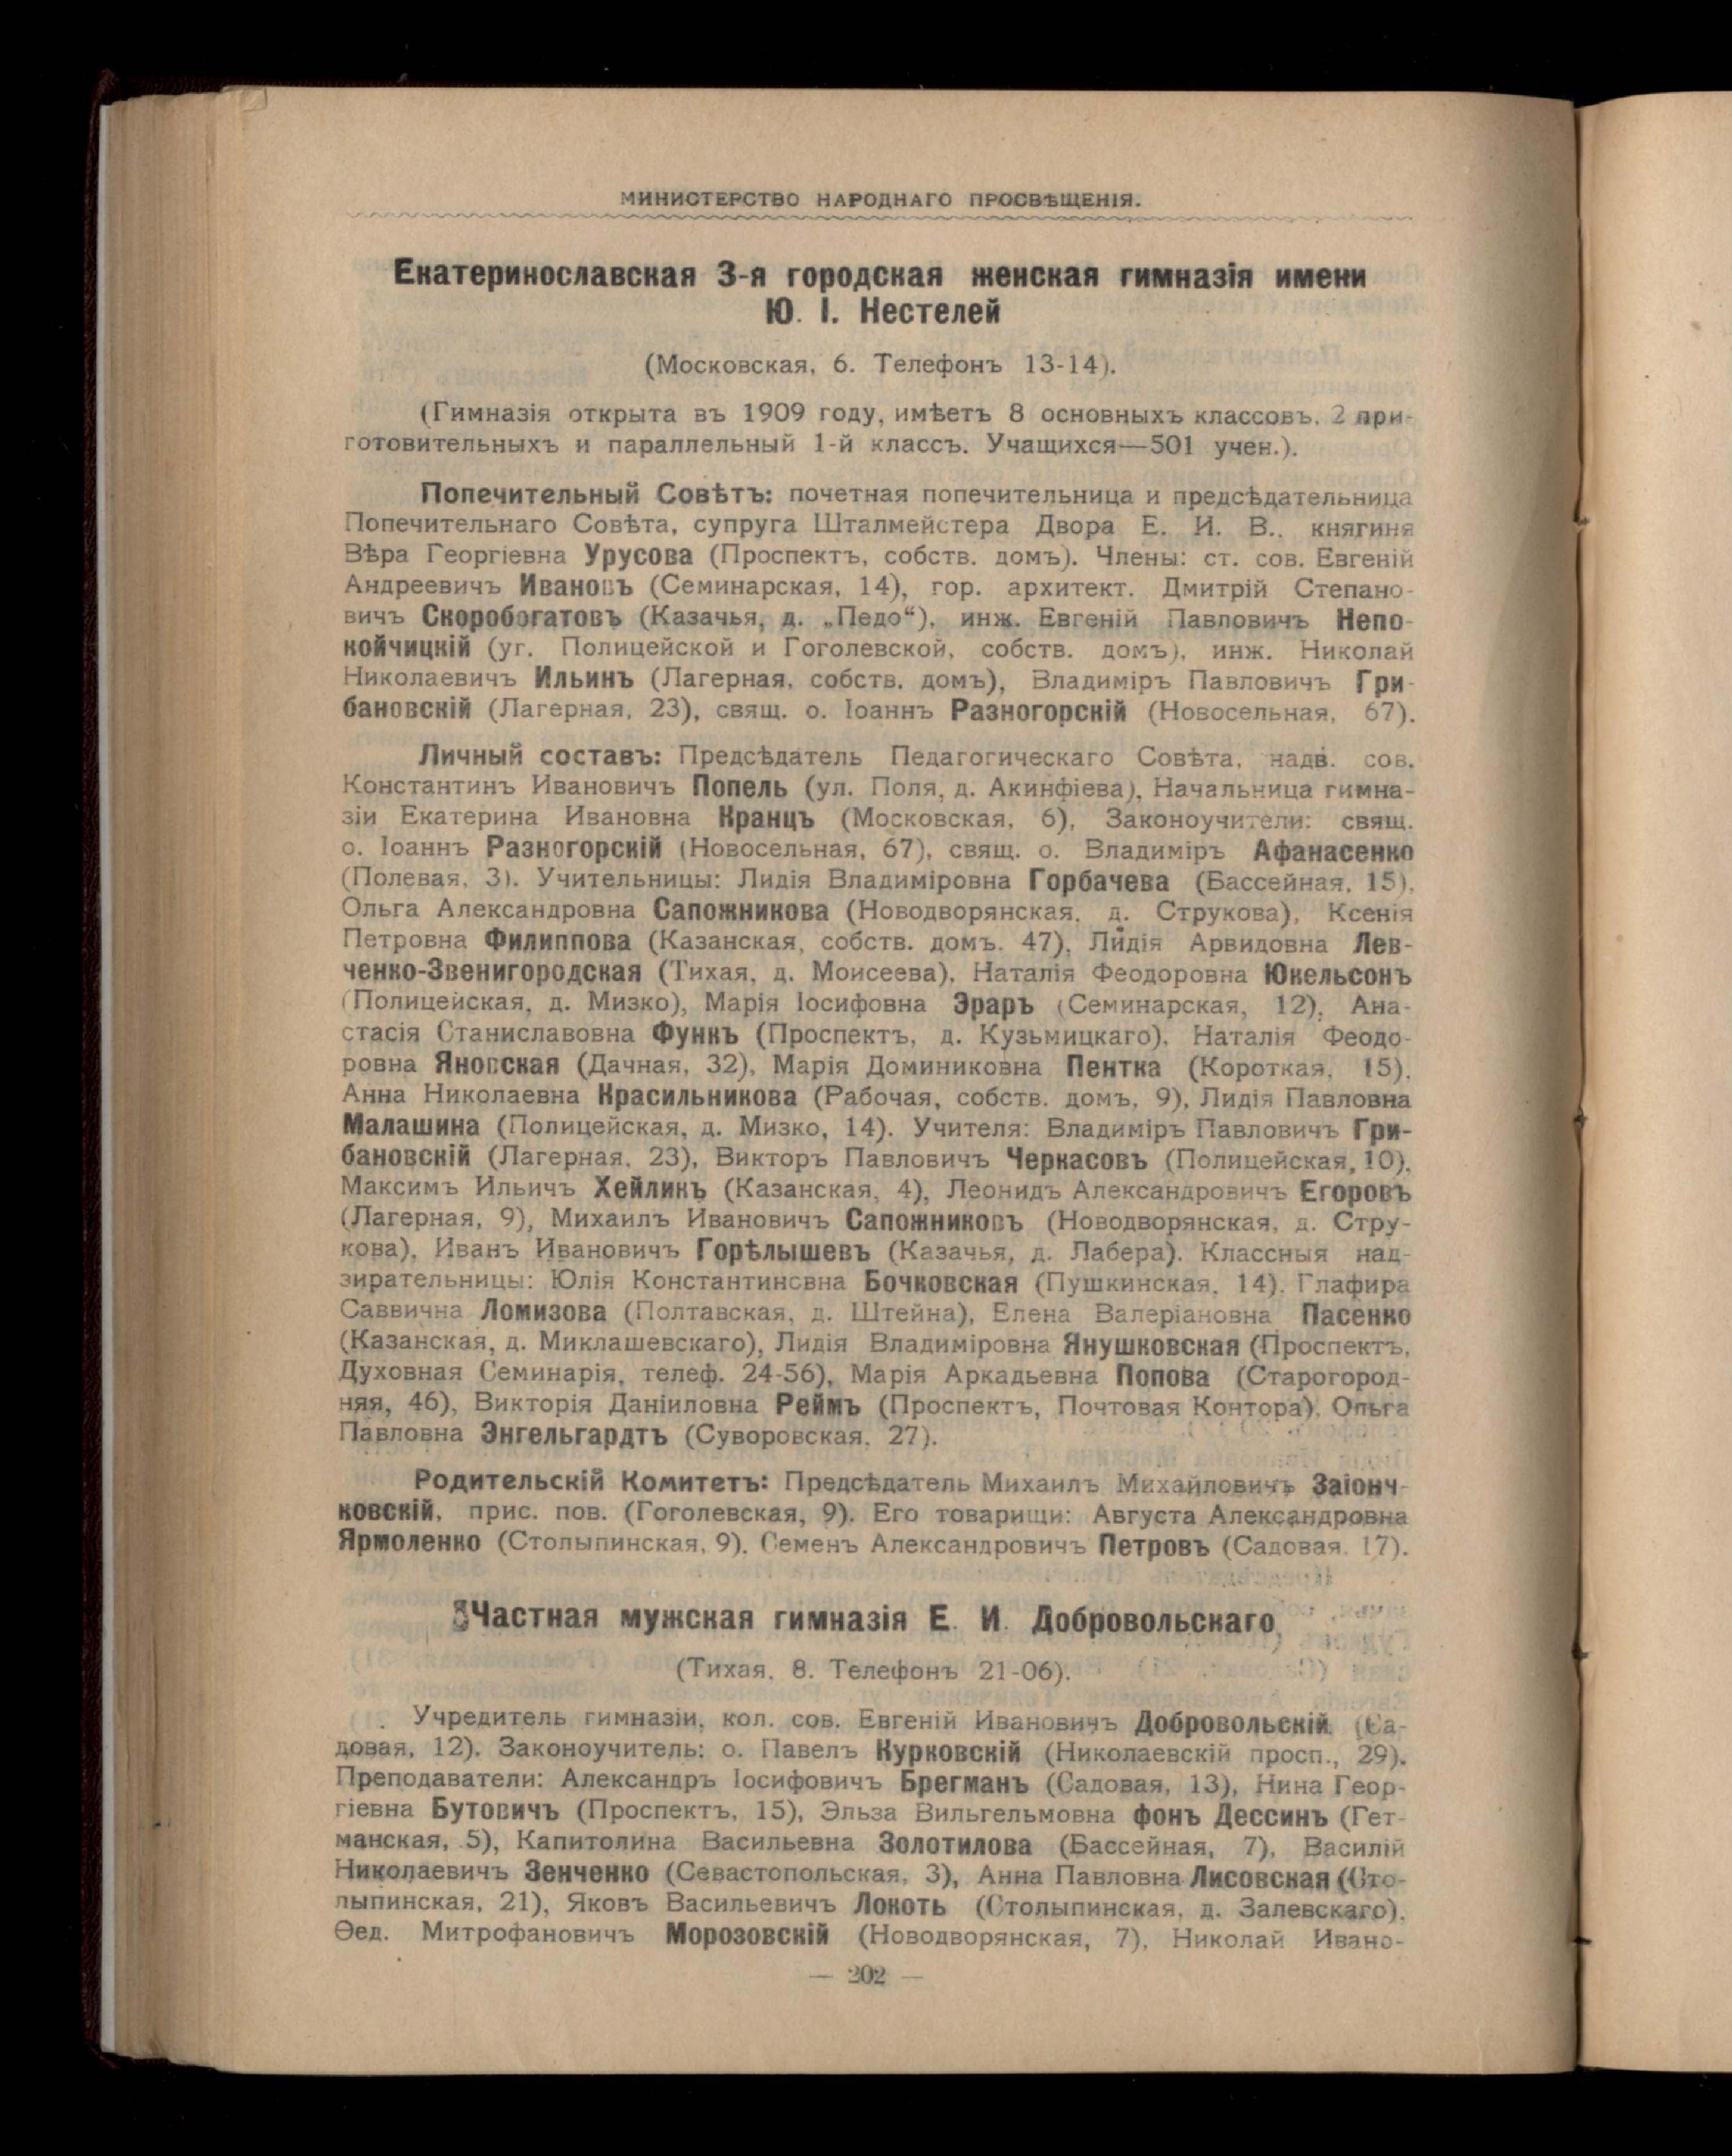 МИНИСТЕРСТВО НАРОДНАГО ПРОСВѢЩЕНІЯ.
Екатеринославская 3-я городская женская гимназія имени
Ю. І. Нестелей
(Московская, 6. Телефонъ 13-14).
(Гимназія открыта въ 1909 году, имѣетъ 8 основныхъ классовъ, 2 при-
готовительныхъ и параллельный 1-й классъ. Учащихся—501 учен.).
Попечительный Совѣтъ: почетная попечительница и предсѣдательница
Попечительнаго Совѣта, супруга Шталмейстера Двора Е. И. В., княгиня
Вѣра Георгіевна Урусова (Проспектъ, собств. домъ). Члены: ст. сов. Евгеній
Андреевичъ Ивановъ (Семинарская, 14), гор. архитект. Дмитрій Степано-
вичъ Скоробогатовъ (Казачья, д. „Педо“), инж. Евгеній Павловичъ Непо-
койчицкій (уг. Полицейской и Гоголевской, собств. домъ), инж. Николай
Николаевичъ Ильинъ (Лагерная, собств. домъ), Владиміръ Павловичъ Гри-
бановскій (Лагерная, 23), свящ. о. Іоаннъ Разногорскій (Новосельная, 67).
Личный составъ: Предсѣдатель Педагогическаго Совѣта, надв. сов.
Константинъ Ивановичъ Попель (ул. Поля, д. Акинфіева), Начальница гимна-
зіи Екатерина Ивановна Кранцъ (Московская, 6), Законоучители: свящ.
о. Іоаннъ Разногорскій (Новосельная, 67), свящ. о. Владиміръ Афанасенко
(Полевая, 3). Учительницы: Лидія Владиміровна Горбачева (Бассейная, 15),
Ольга Александровна Сапожникова (Новодворянская, д. Струкова), Ксенія
Петровна Филиппова (Казанская, собств. домъ. 47), Лидія Арвидовна Лев-
ченко-Звенигородская (Тихая, д. Моисеева), Наталія Феодоровна Юкельсонъ
(Полицейская, д. Мизко), Марія Іосифовна Эраръ (Семинарская, 12), Ана-
стасія Станиславовна Функъ (Проспектъ, д. Кузьмицкаго), Наталія Феодо-
ровна Яновская (Дачная, 32), Марія Доминиковна Пентка (Короткая, 15),
Анна Николаевна Красильникова (Рабочая, собств. домъ, 9), Лидія Павловна
Малашина (Полицейская, д. Мизко, 14). Учителя: Владиміръ Павловичъ Гри-
бановскій (Лагерная, 23), Викторъ Павловичъ Черкасовъ (Полицейская, 10),
Максимъ Ильичъ Хейлинъ (Казанская, 4), Леонидъ Александровичъ Егоровъ
(Лагерная, 9), Михаилъ Ивановичъ Сапожниковъ (Новодворянская, д. Стру-
кова), Иванъ Ивановичъ Горѣлышевъ (Казачья, д. Лабера). Классныя над-
зирательницы: Юлія Константиновна Бочковская (Пушкинская, 14). Глафира
Саввична Ломизова (Полтавская, д. Штейна), Елена Валеріановна Пасенко
(Казанская, д. Миклашевскаго), Лидія Владиміровна Янушковская (Проспектъ,
Духовная Семинарія, телеф. 24-56), Марія Аркадьевна Попова (Старогород-
няя, 46), Викторія Даніиловна Реймъ (Проспектъ, Почтовая Контора), Ольга
Павловна Энгельгардтъ (Суворовская, 27).
Родительскій Комитетъ: Предсѣдатель Михаилъ Михайловичъ Заіонч-
ковскій, прис. пов. (Гоголевская, 9). Его товарищи: Августа Александровна
Ярмоленко (Столыпинская, 9). Семенъ Александровичъ Петровъ (Садовая, 17).
Частная мужская гимназія Е. И. Добровольскаго.
(Тихая, 8. Телефонъ 21-06).
Учредитель гимназіи, кол. сов. Евгеній Ивановичъ Добровольскій, (Са-
довая, 12). Законоучитель: о. Павелъ Курковскій (Николаевскій просп., 29).
Преподаватели: Александръ Іосифовичъ Брегманъ (Садовая, 13), Нина Геор-
гіевна Бутовичъ (Проспектъ, 15), Эльза Вильгельмовна фонъ Дессинъ (Гет-
манская, 5), Капитолина Васильевна Золотилова (Бассейная, 7), Василій
Николаевичъ Зенченко (Севастопольская, 3), Анна Павловна Лисовская (Сто-
лыпинская, 21), Яковъ Васильевичъ Локоть (Столыпинская, д. Залевскаго),
Ѳед. Митрофановичъ Морозовскій (Новодворянская, 7), Николай Ивано-
— 202 —